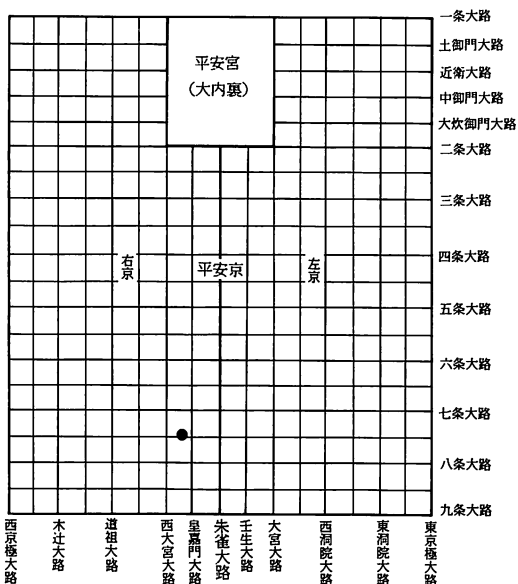 一条大路
土御門大路
近衛大路
中御門大路
大炊御門大路
二条大路
三条大路
四条大路
五条大路
六条大路
七条大路
八条大路
九条大路
平安宮
（大内裏）
右京
平安京
左京
西京極大路
木辻大路
道祖大路
西大宮大路
皇嘉門大路
朱雀大路
壬生大路
大宮大路
西洞院大路
東洞院大路
東京極大路